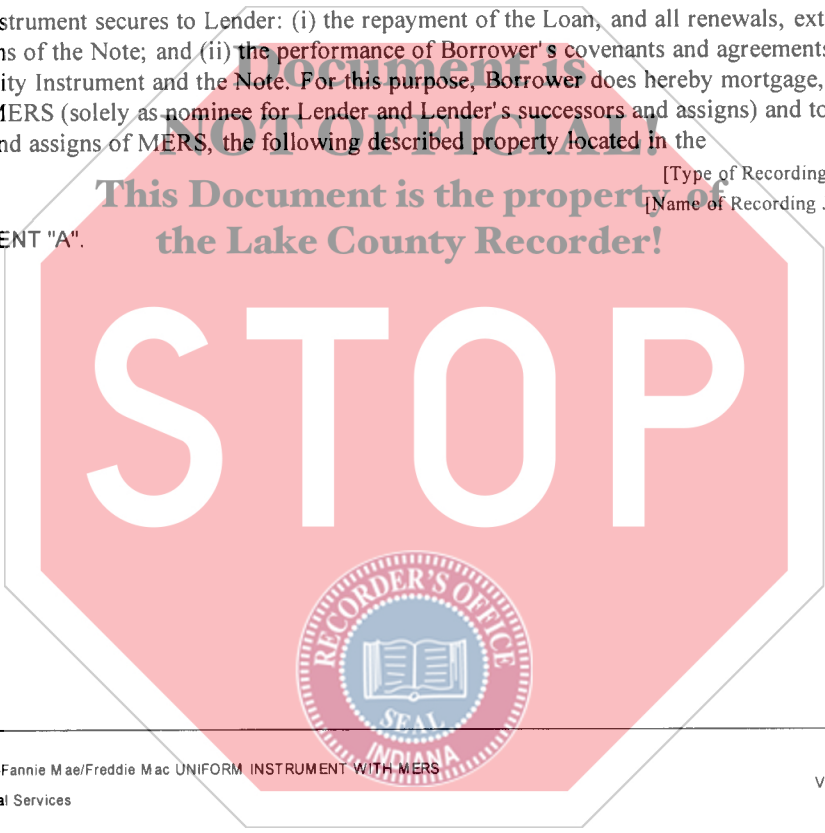 strument secures to Lender: (i) the repayment of the Loan, and all renewals, ext
ns of the Note; and (ii) the performance of Borrower's covenants and agreements
ity Instrument and the Note. For this purpose, Borrower does hereby mortgage,
MERS (solely as nominee for Lender and Lender's successors and assigns) and to
nd assigns of MERS, the following described property located in the
[Type of Recording
[Name of Recording
ENT "A".
Document is
NOT OFFICIAL!
This Document is the property of
the Lake County Recorder!
STOP
RECORDER'S OFFICE
SEAL
INDIANA
-Fannie Mae/Freddie Mac UNIFORM INSTRUMENT WITH MERS
al Services
V